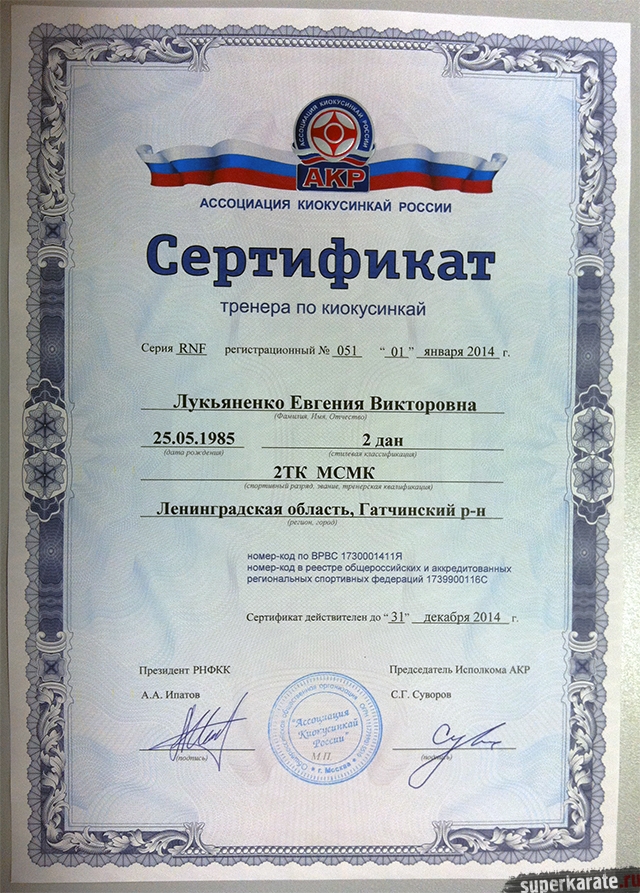 АССОЦИАЦИЯ КИОКУСИНКАЙ РОССИИ
АКР
АССОЦИАЦИЯ КИОКУСИНКАЙ РОССИИ
Сертификат
тренера по киокусинкай
Серия RNF регистрационный № 051 “ 01 ” января 2014 г.
Лукьяненко Евгения Викторовна
(Фамилия, Имя, Отчество)
25.05.1985 2 дан
(дата рождения) (стилевая классификация)
2ТК МСМК
(спортивный разряд, звание, тренерская квалификация)
Ленинградская область, Гатчинский р-н
(регион, город)
номер-код по ВРВС 1730001411Я
номер-код в реестре общероссийских и аккредитованных
региональных спортивных федераций 1739900116С
Сертификат действителен до “ 31 ” декабря 2014 г.
Президент РНФКК Председатель Исполкома АКР
А.А. Ипатов С.Г. Суворов
"Ассоциация
Киокусинкай
России"
М.П.
г. Москва
(подпись) (подпись)
superkarate.ru